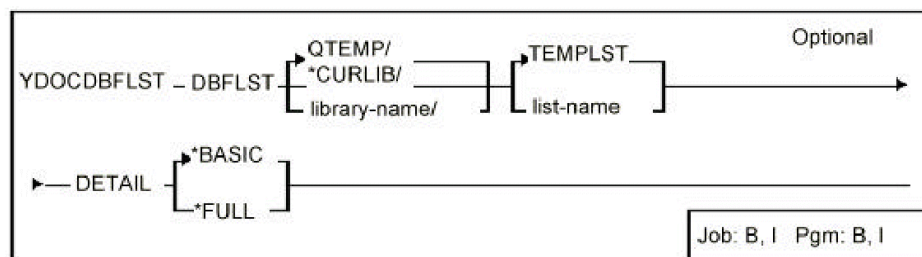 Optional
QTEMP/
TEMPLST
YDOCDBFLST DBFLST *CURLIB/
library-name/
list-name
*BASIC
DETAIL
*FULL
Job: B, I Pgm: B, I